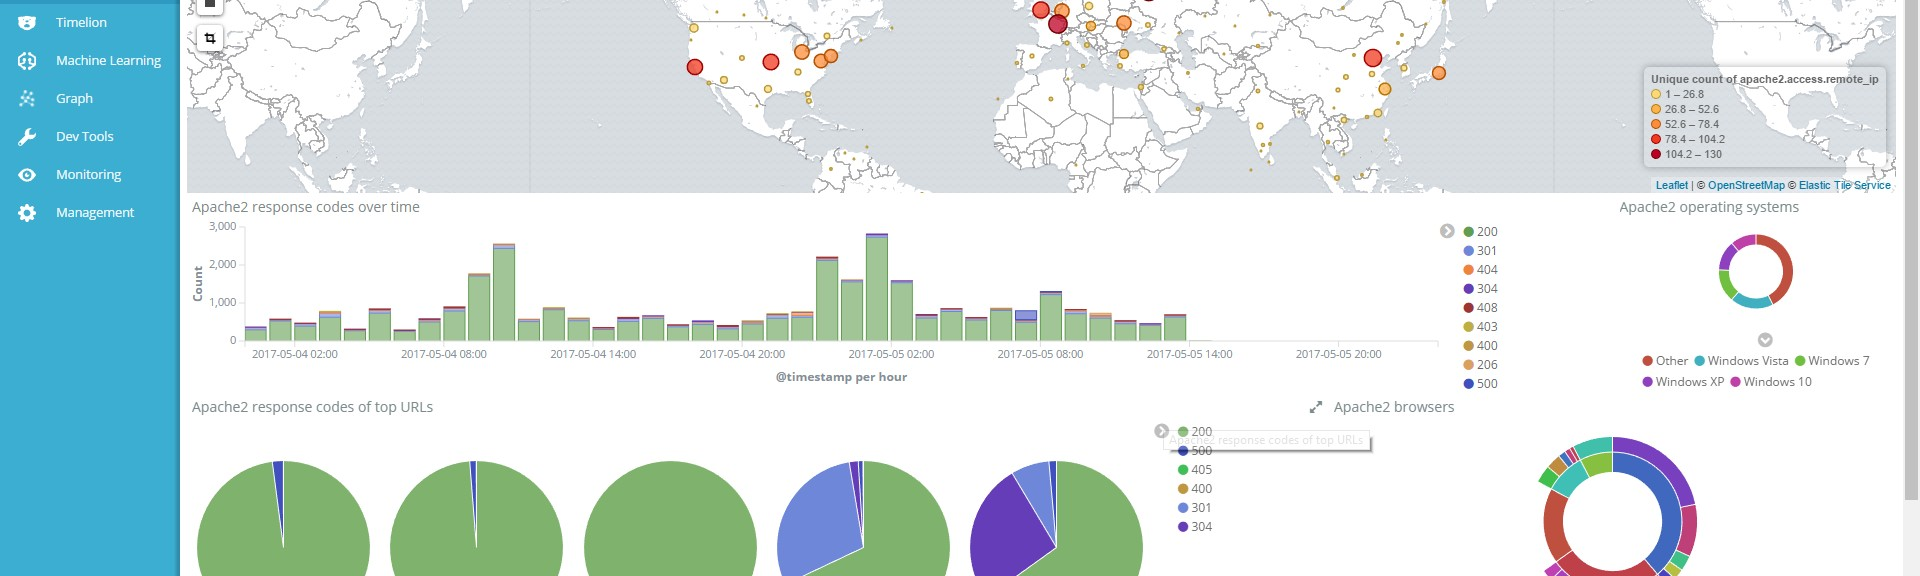 Timelion
Machine Learning
Graph
Dev Tools
Monitoring
Management
Unique count of apache2.access.remote_ip
1 – 26.8
26.8 – 52.6
52.6 – 78.4
78.4 – 104.2
104.2 – 130
Leaflet | © OpenStreetMap © Elastic Tile Service
Apache2 response codes over time
3,000
2,000
1,000
0
Count
2017-05-04 02:00 2017-05-04 08:00 2017-05-04 14:00 2017-05-04 20:00 2017-05-05 02:00 2017-05-05 08:00 2017-05-05 14:00 2017-05-05 20:00
@timestamp per hour
200
301
404
304
408
403
400
206
500
Apache2 operating systems
Other Windows Vista Windows 7
Windows XP Windows 10
Apache2 response codes of top URLs
200
Apache2 response codes of top URLs
500
405
400
301
304
Apache2 browsers